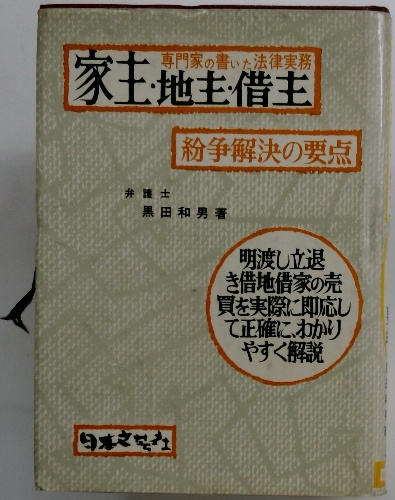 専門家の書いた法律実務
家主・地主・借主
紛争解決の要点
弁護士
黒田和男著
明渡し立退
き借地借家の売
買を実際に即応し
て正確に、わかり
やすく解説
日本文芸社